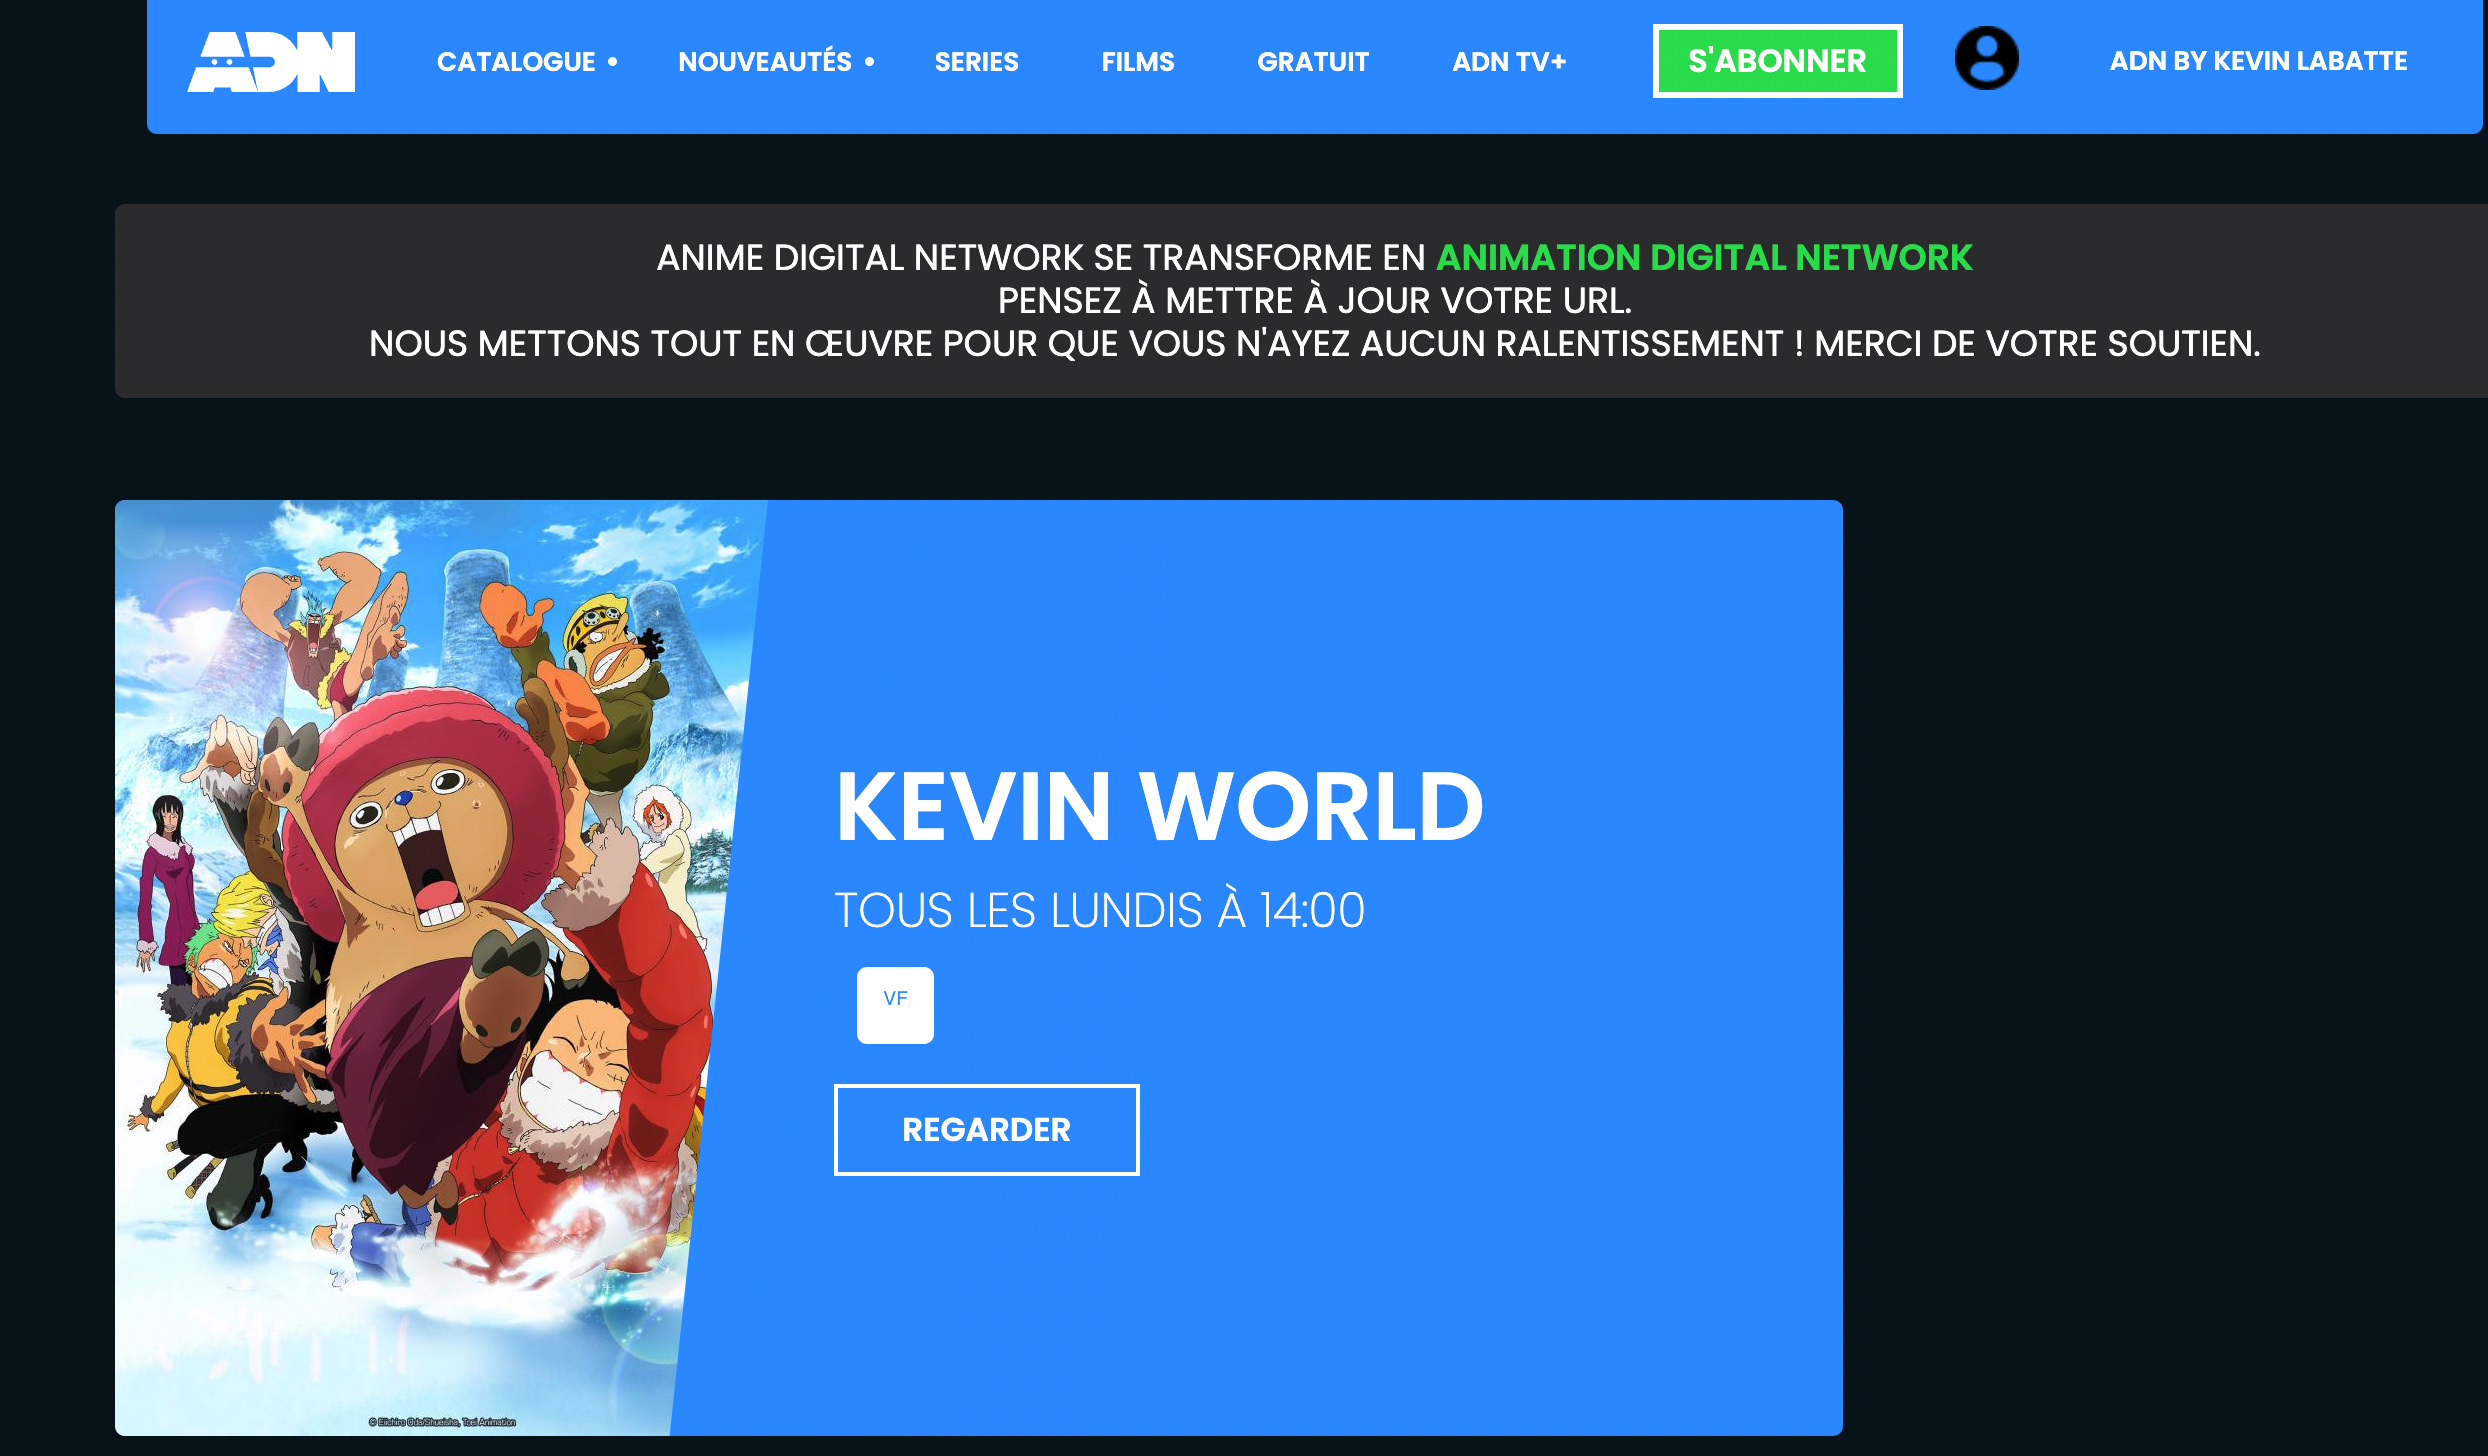 ADN
CATALOGUE •
NOUVEAUTÉS •
SERIES
FILMS
GRATUIT
ADN TV+
S'ABONNER
ADN BY KEVIN LABATTE
ANIME DIGITAL NETWORK SE TRANSFORME EN ANIMATION DIGITAL NETWORK
PENSEZ À METTRE À JOUR VOTRE URL.
NOUS METTONS TOUT EN ŒUVRE POUR QUE VOUS N'AYEZ AUCUN RALENTISSEMENT ! MERCI DE VOTRE SOUTIEN.
KEVIN WORLD
TOUS LES LUNDIS À 14:00
VF
REGARDER
© Eiichiro Oda/Shueisha, Toei Animation